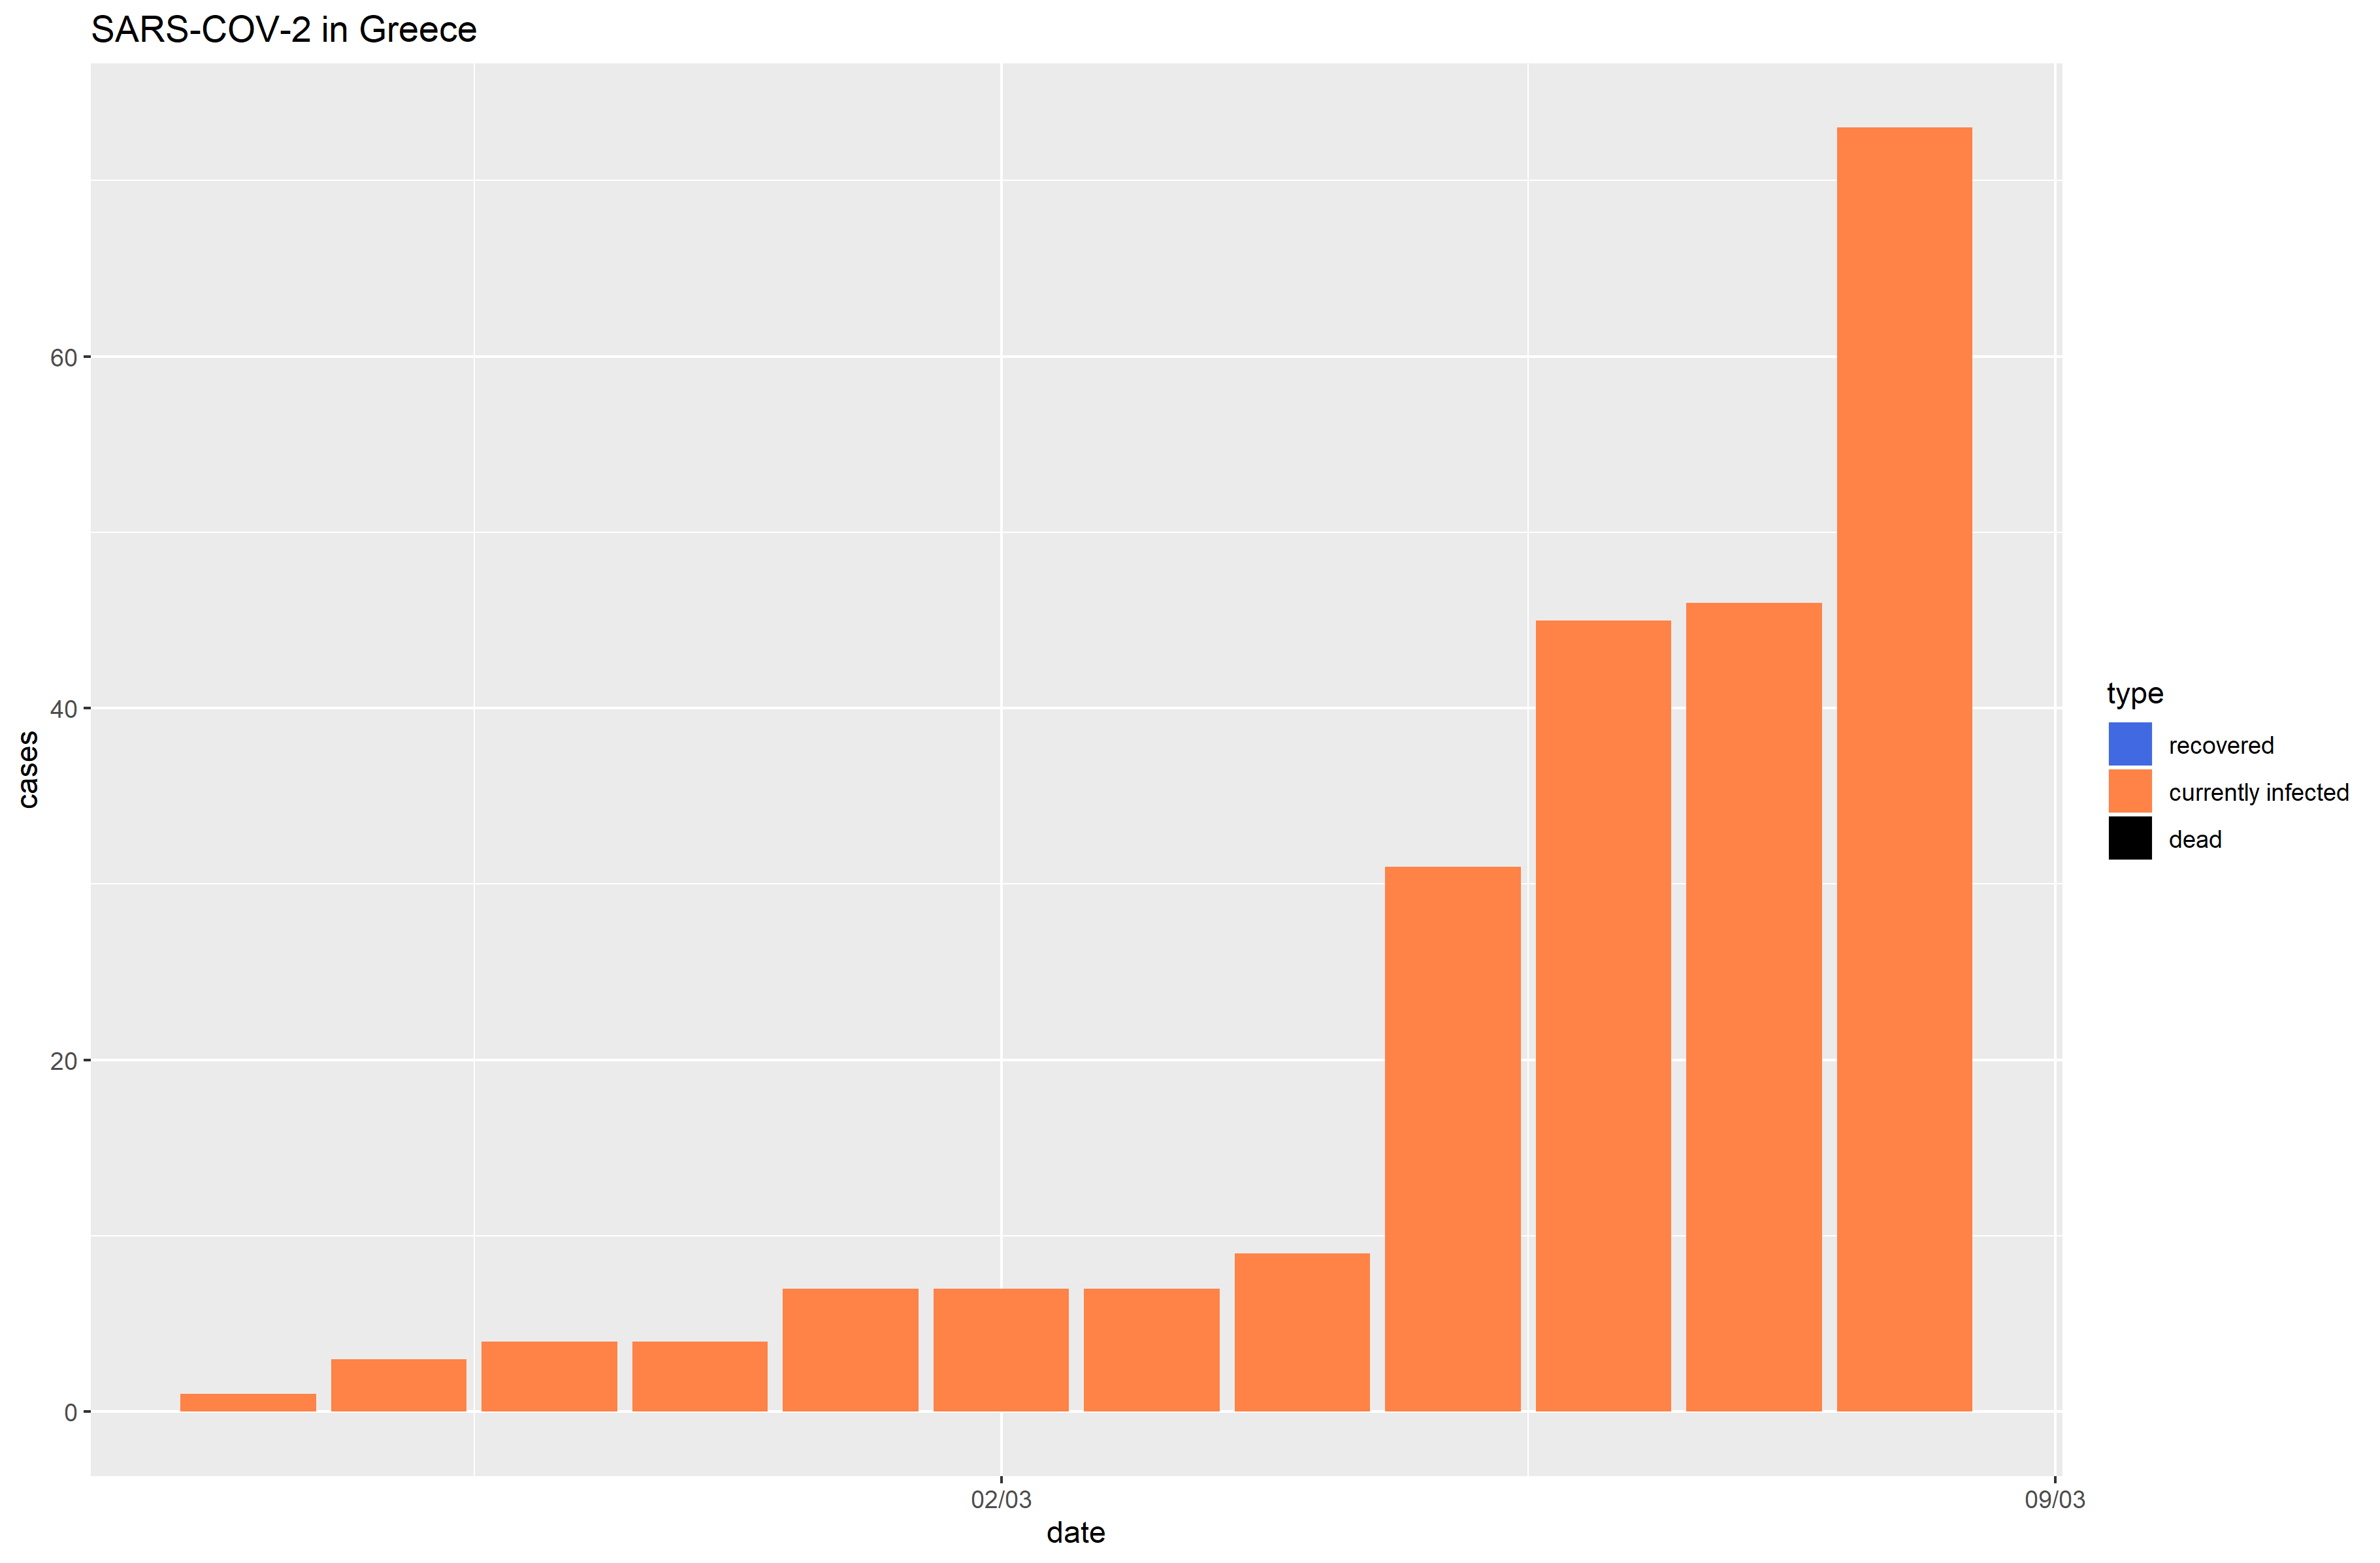 SARS-COV-2 in Greece
cases
60
40
20
0
02/03
09/03
date
type
recovered
currently infected
dead